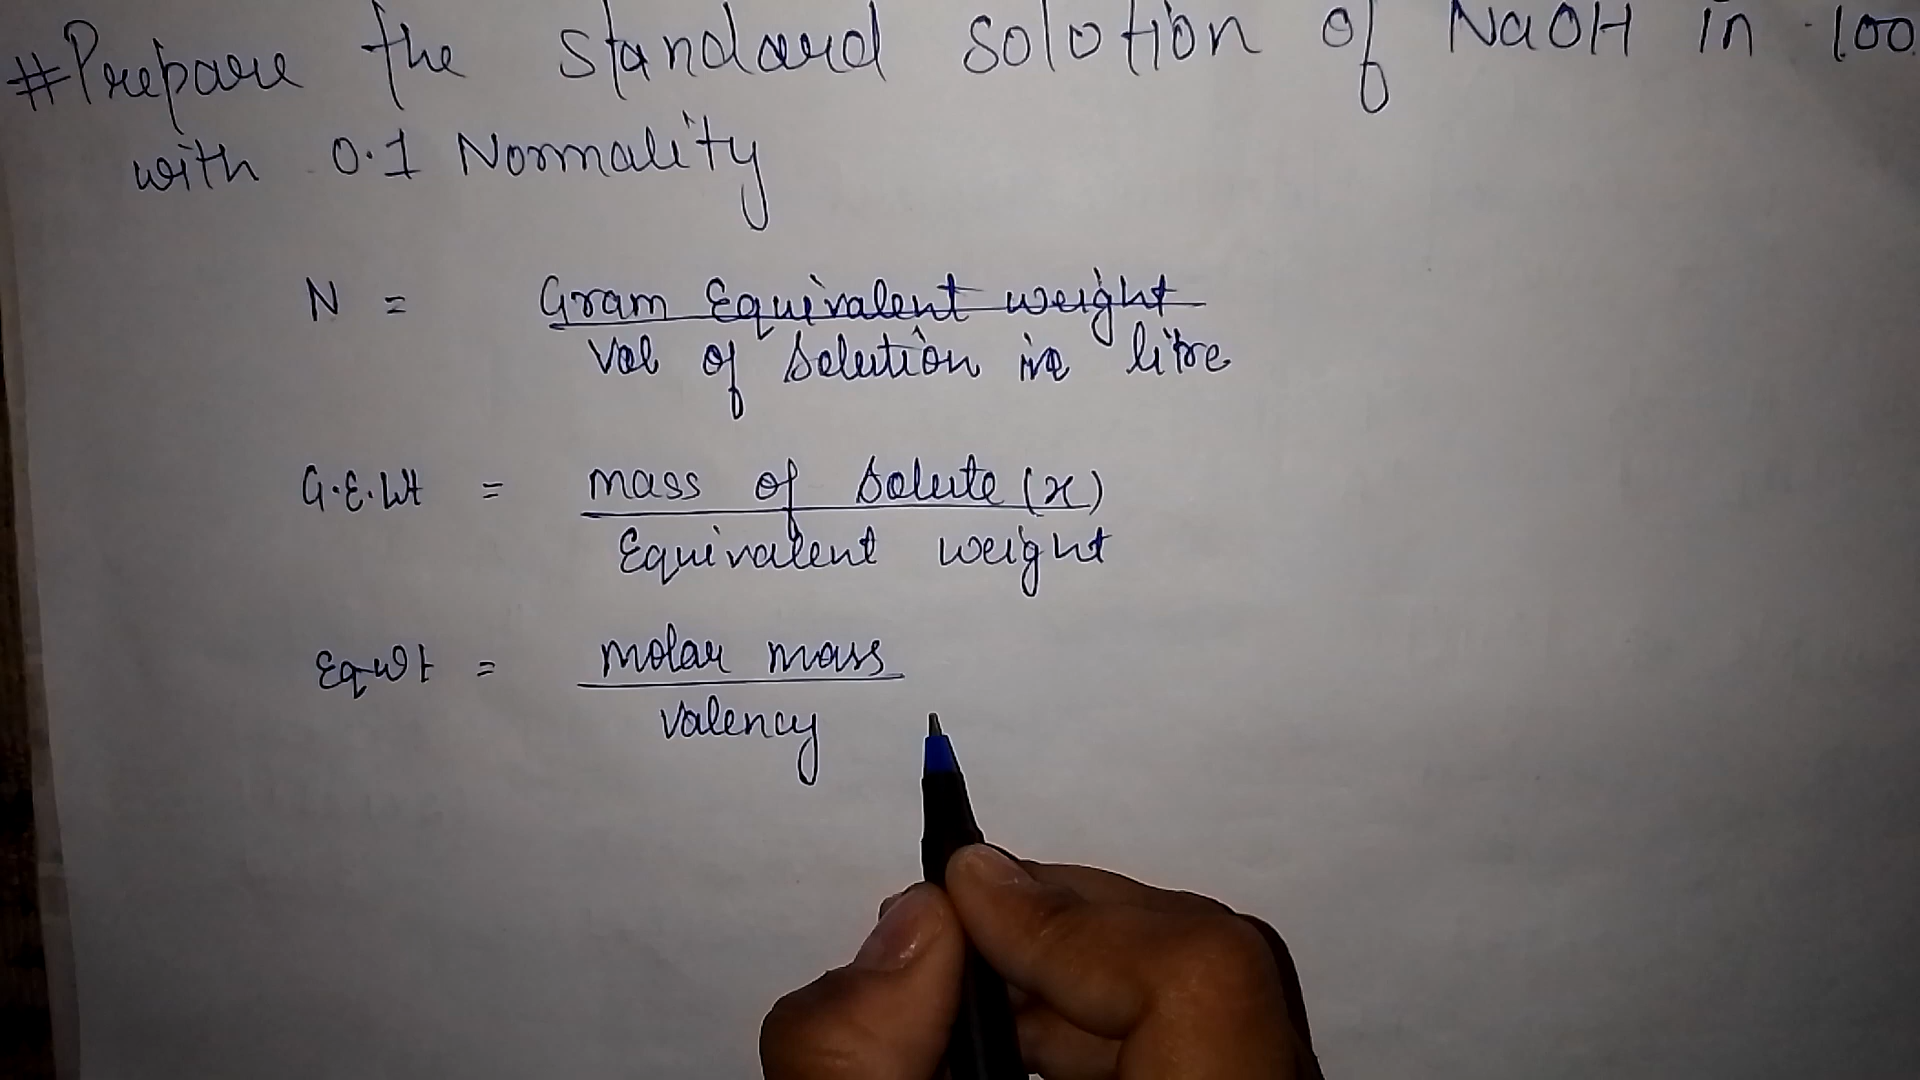 #Prepare the standard solution of NaOH in 100
with 0.1 Normality
N = Gram Equivalent weight
Vol of Solution in litre
G.E.Wt = mass of Solute (x)
Equivalent weight
Eq Wt = molar mass
Valency